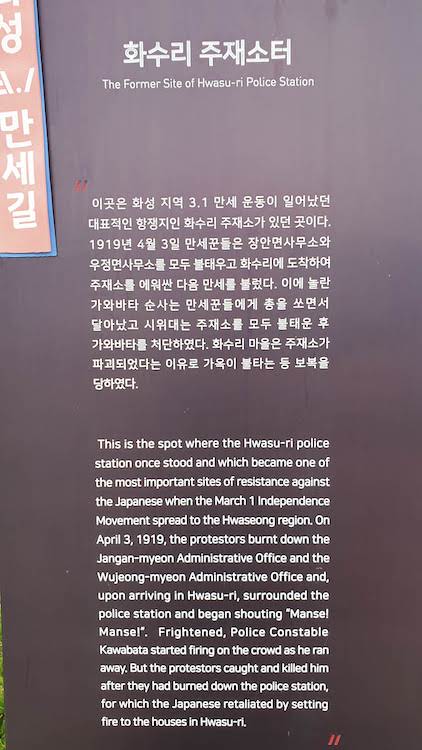 성
만
세
길
화수리 주재소터
The Former Site of Hwasu-ri Police Station
이곳은 화성 지역 3.1 만세 운동이 일어났던
대표적인 항쟁지인 화수리 주재소가 있던 곳이다.
1919년 4월 3일 만세꾼들은 장안면사무소와
우정면사무소를 모두 불태우고 화수리에 도착하여
주재소를 에워싼 다음 만세를 불렀다. 이에 놀란
가와바타 순사는 만세꾼들에게 총을 쏘면서
달아났고 시위대는 주재소를 모두 불태운 후
가와바타를 처단하였다. 화수리 마을은 주재소가
파괴되었다는 이유로 가옥이 불타는 등 보복을
당하였다.
This is the spot where the Hwasu-ri police
station once stood and which became one of
the most important sites of resistance against
the Japanese when the March 1 Independence
Movement spread to the Hwaseong region. On
April 3, 1919, the protestors burnt down the
Jangan-myeon Administrative Office and the
Wujeong-myeon Administrative Office and,
upon arriving in Hwasu-ri, surrounded the
police station and began shouting "Manse!
Manse!". Frightened, Police Constable
Kawabata started firing on the crowd as he ran
away. But the protestors caught and killed him
after they had burned down the police station,
for which the Japanese retaliated by setting
fire to the houses in Hwasu-ri.